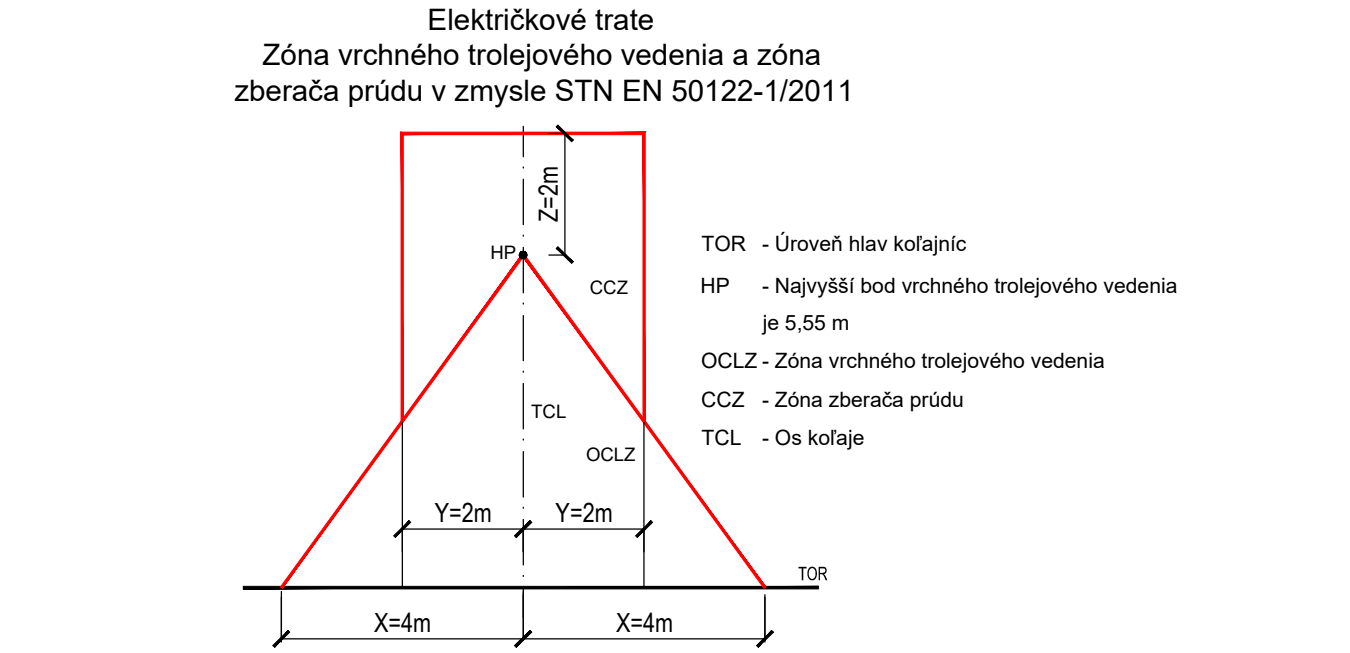 Električkové trate
Zóna vrchného trolejového vedenia a zóna
zberača prúdu v zmysle STN EN 50122-1/2011
Z=2m
HP
CCZ
TCL
OCLZ
Y=2m
Y=2m
TOR
X=4m
X=4m
TOR - Úroveň hlav koľajníc
HP - Najvyšší bod vrchného trolejového vedenia
je 5,55 m
OCLZ - Zóna vrchného trolejového vedenia
CCZ - Zóna zberača prúdu
TCL - Os koľaje